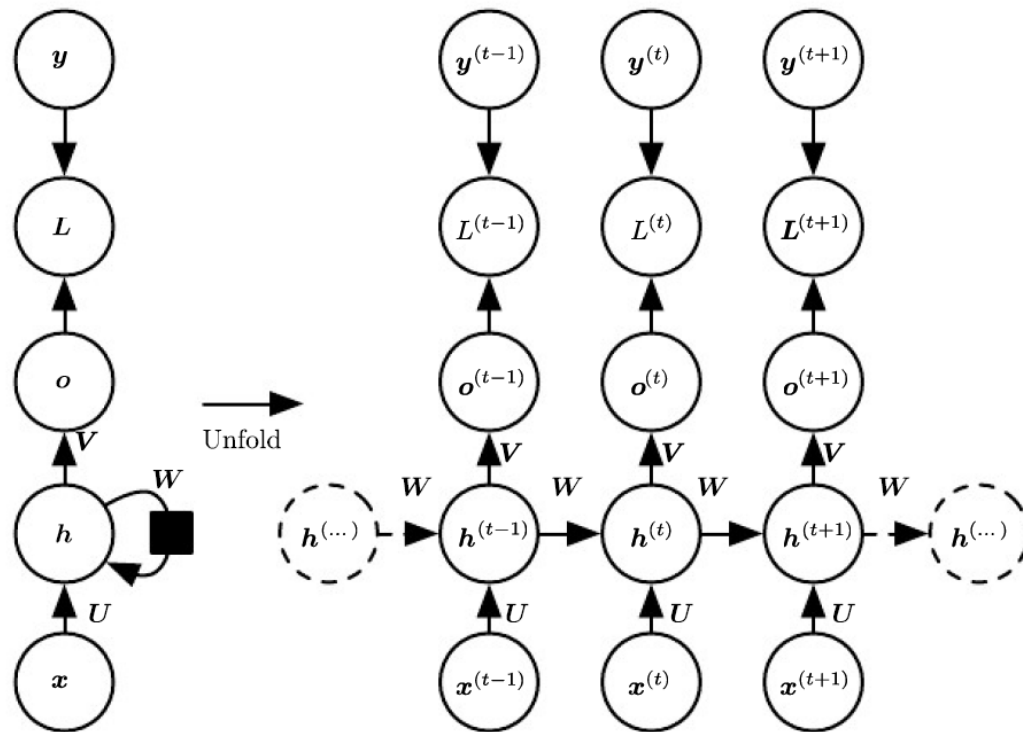 y y^(t−1) y^(t) y^(t+1)
L L^(t−1) L^(t) L^(t+1)
o o^(t−1) o^(t) o^(t+1)
Unfold
V V V V
W W W W W
h h^(...) h^(t−1) h^(t) h^(t+1) h^(...)
U U U U
x x^(t−1) x^(t) x^(t+1)